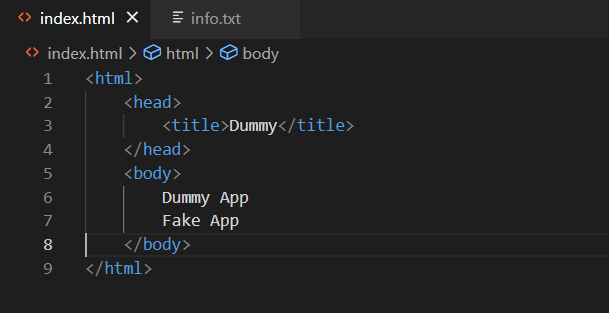 index.html info.txt
index.html > html > body
1 <html>
2     <head>
3         <title>Dummy</title>
4     </head>
5     <body>
6         Dummy App
7         Fake App
8     </body>
9 </html>